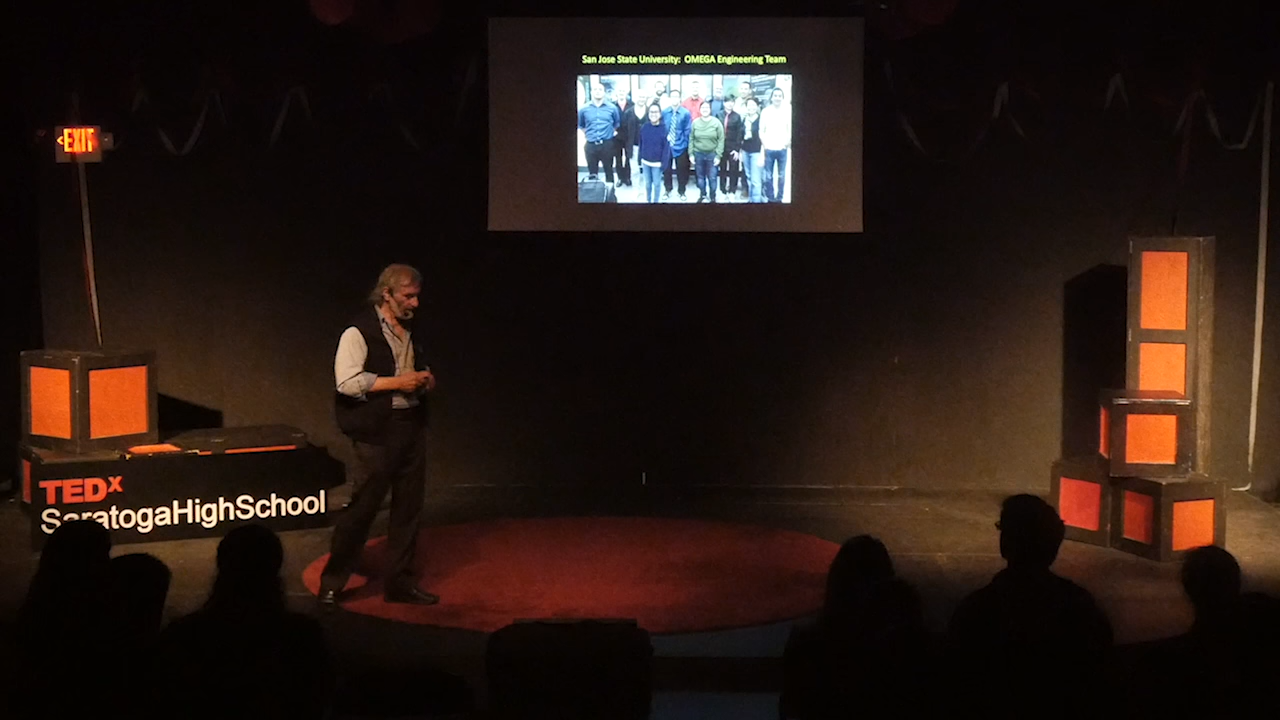 San Jose State University: OMEGA Engineering Team
<EXIT
TEDx
SaratogaHighSchool